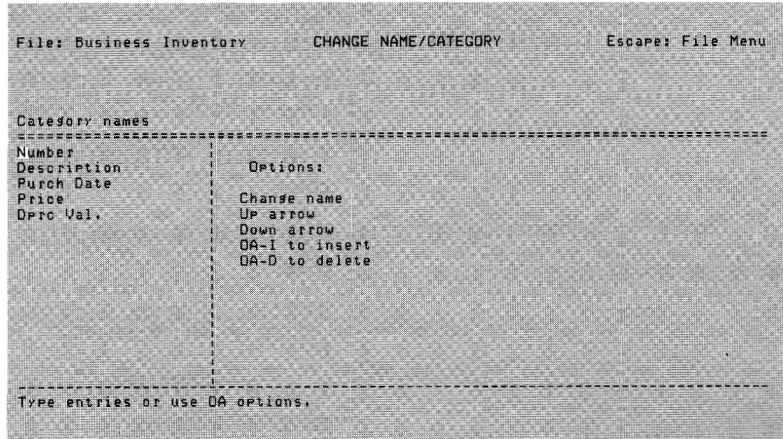 File: Business Inventory CHANGE NAME/CATEGORY Escape: File Menu
Category names
Number
Description
Purch Date
Price
Dprc Val.
Options:
Change name
Up arrow
Down arrow
OA-I to insert
OA-D to delete
Type entries or use OA options.